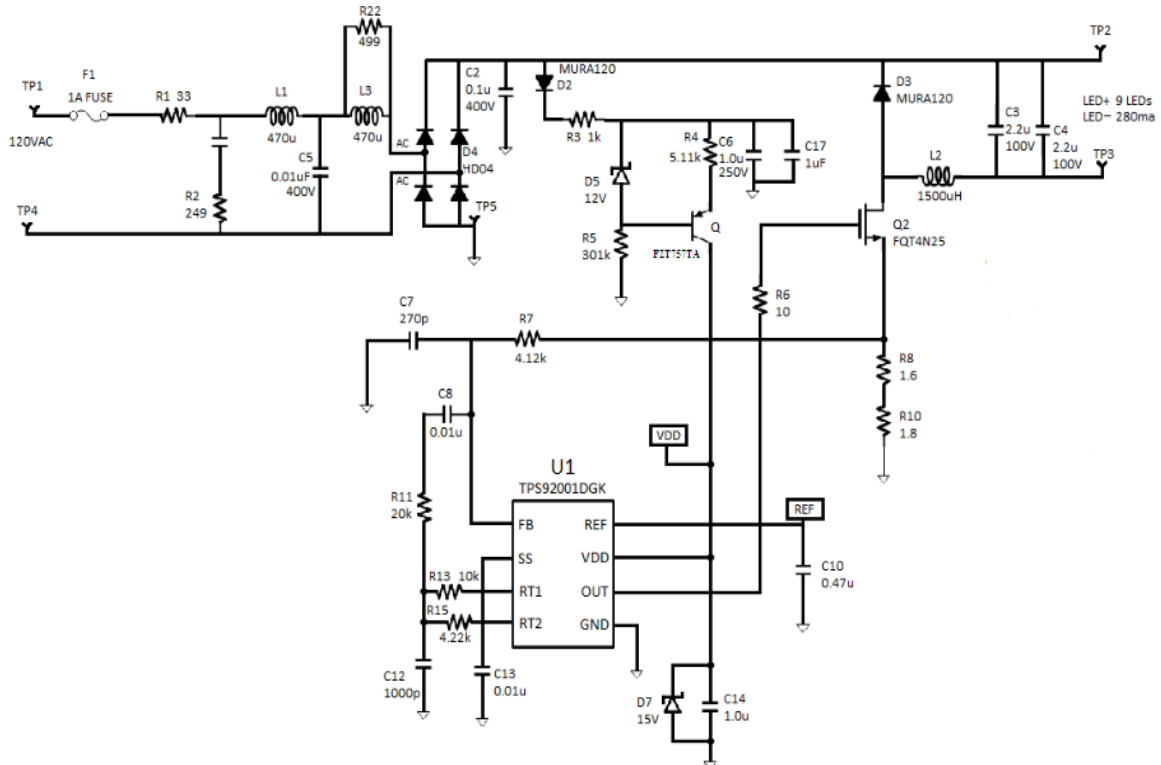 R22
499
TP1
F1
1A FUSE
R1 33
L1
470u
L3
470u
120VAC
C5
0.01uF
400V
R2
249
TP4
AC
AC
D4
HD04
TP5
C2
0.1u
400V
MURA120
D2
R3 1k
D5
12V
R5
301k
R4
5.11k
C6
1.0u
250V
C17
1uF
Q
FZT757TA
D3
MURA120
L2
1500uH
C3
2.2u
100V
C4
2.2u
100V
TP2
LED+ 9 LEDs
LED- 280ma
TP3
Q2
FQT4N25
R6
10
R8
1.6
R10
1.8
C7
270p
R7
4.12k
C8
0.01u
R11
20k
R13 10k
R15
4.22k
C12
1000p
C13
0.01u
U1
TPS92001DGK
FB
SS
RT1
RT2
REF
VDD
OUT
GND
VDD
REF
C10
0.47u
D7
15V
C14
1.0u